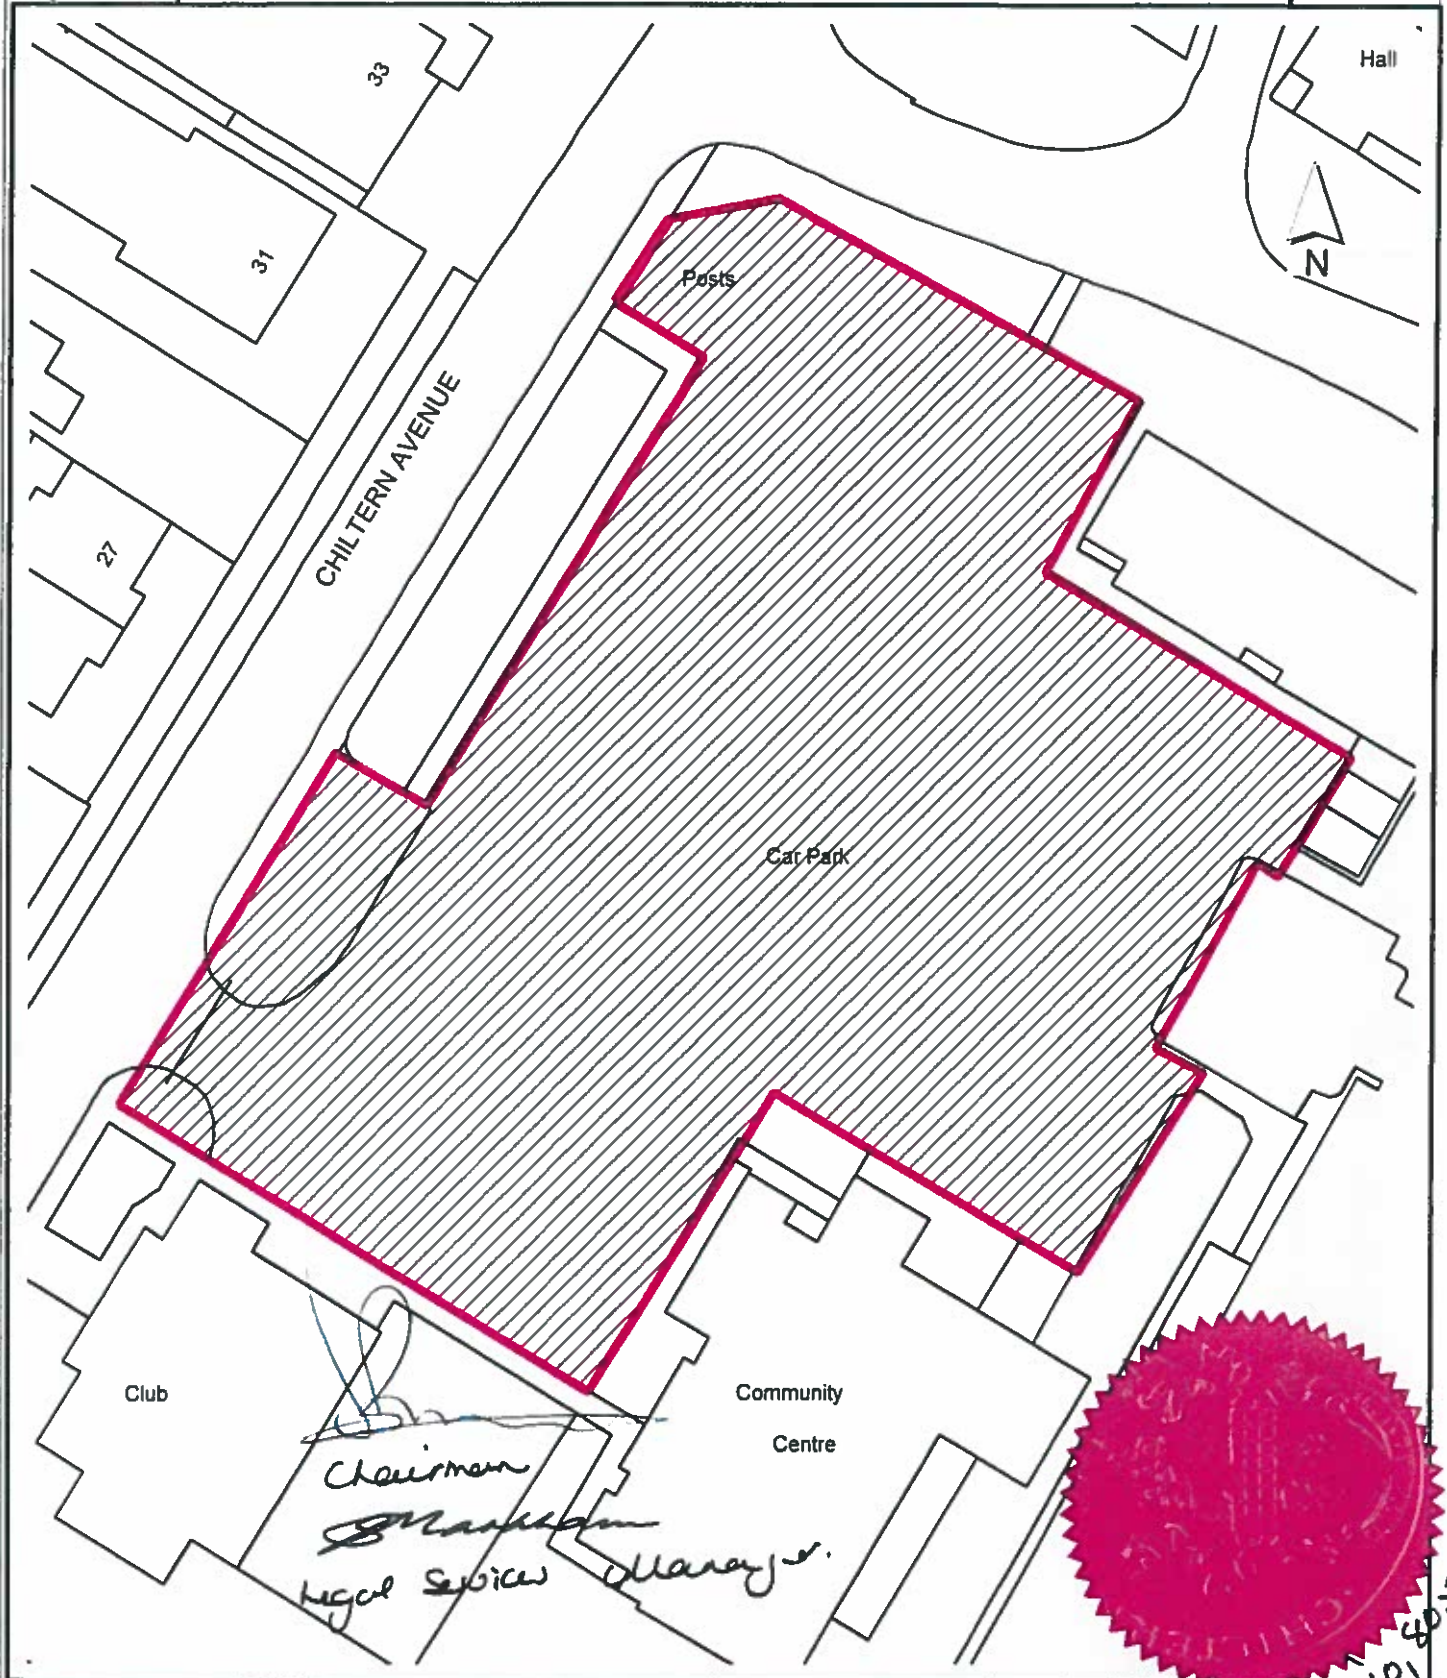 33
Hall
31
N
Posts
CHILTERN AVENUE
27
Car Park
Club
Community
Centre
Chairman
Legal Services Manager.